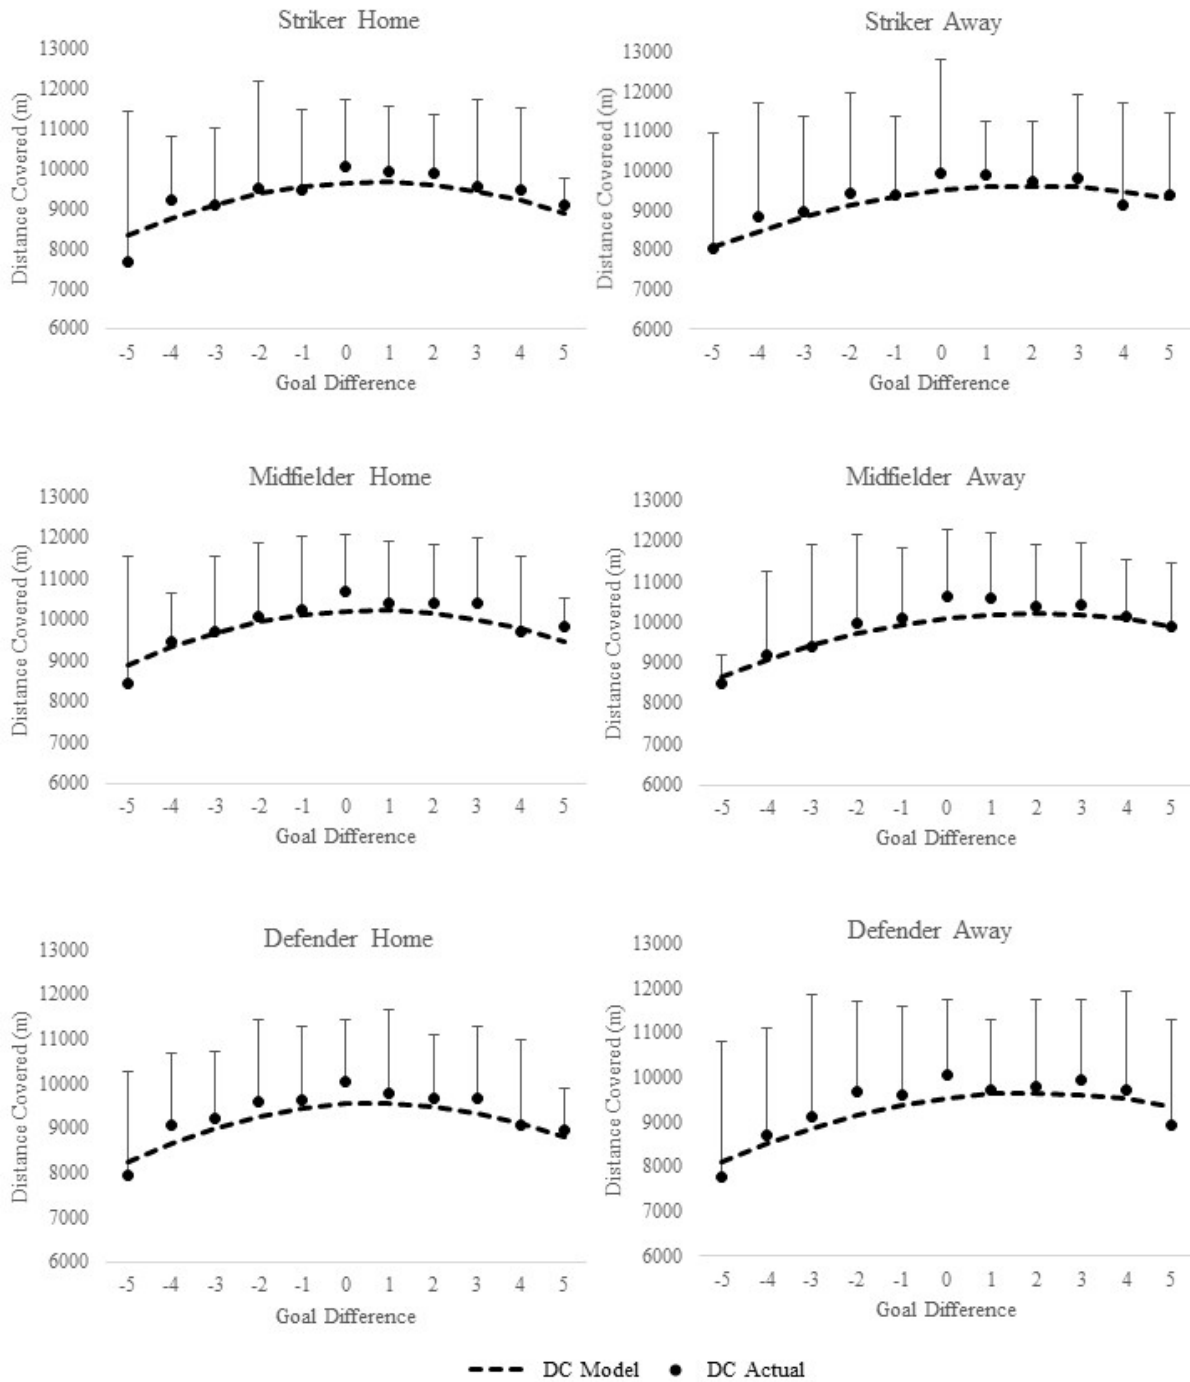 Striker Home
13000
12000
11000
10000
9000
8000
7000
6000
Distance Covered (m)
-5 -4 -3 -2 -1 0 1 2 3 4 5
Goal Difference
Striker Away
13000
12000
11000
10000
9000
8000
7000
6000
Distance Covereed (m)
-5 -4 -3 -2 -1 0 1 2 3 4 5
Goal Difference
Midfielder Home
13000
12000
11000
10000
9000
8000
7000
6000
Distance Covered (m)
-5 -4 -3 -2 -1 0 1 2 3 4 5
Goal Difference
Midfielder Away
13000
12000
11000
10000
9000
8000
7000
6000
Distance Covered (m)
-5 -4 -3 -2 -1 0 1 2 3 4 5
Goal Difference
Defender Home
13000
12000
11000
10000
9000
8000
7000
6000
Distance Covered (m)
-5 -4 -3 -2 -1 0 1 2 3 4 5
Goal Difference
Defender Away
13000
12000
11000
10000
9000
8000
7000
6000
Distance Covered (m)
-5 -4 -3 -2 -1 0 1 2 3 4 5
Goal Difference
DC Model DC Actual